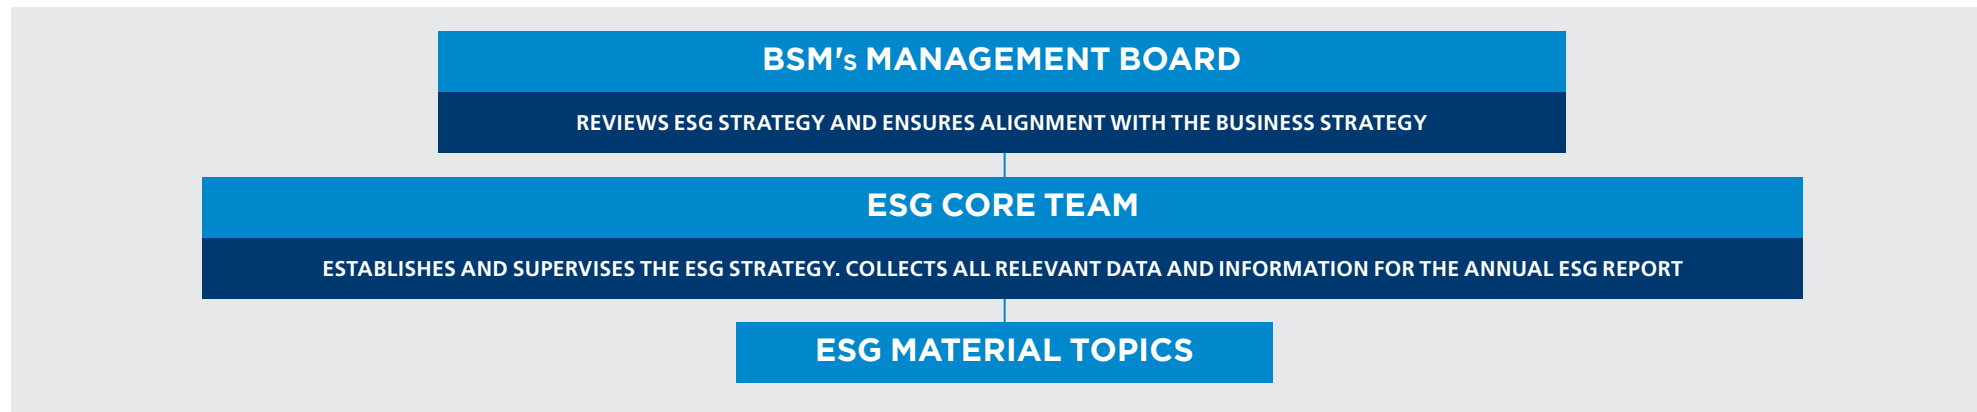 BSM's MANAGEMENT BOARD
REVIEWS ESG STRATEGY AND ENSURES ALIGNMENT WITH THE BUSINESS STRATEGY
ESG CORE TEAM
ESTABLISHES AND SUPERVISES THE ESG STRATEGY. COLLECTS ALL RELEVANT DATA AND INFORMATION FOR THE ANNUAL ESG REPORT
ESG MATERIAL TOPICS